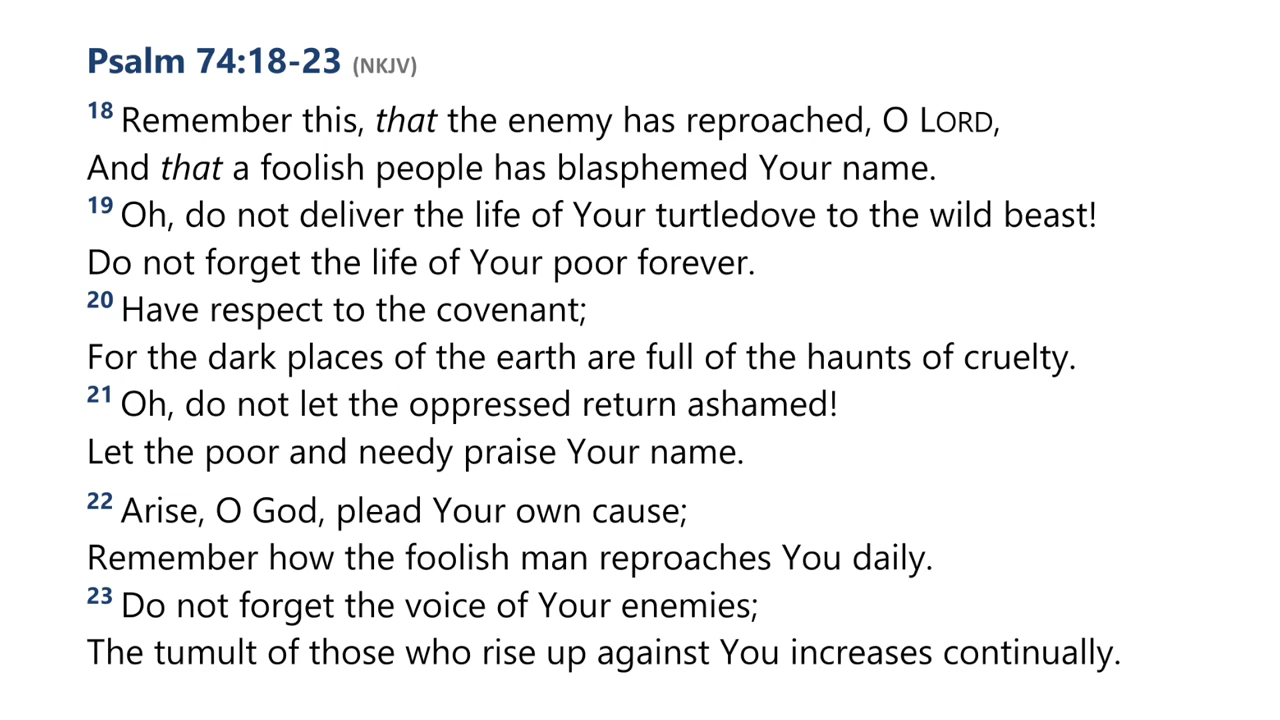 Psalm 74:18-23 (NKJV)
18 Remember this, that the enemy has reproached, O LORD,
And that a foolish people has blasphemed Your name.
19 Oh, do not deliver the life of Your turtledove to the wild beast!
Do not forget the life of Your poor forever.
20 Have respect to the covenant;
For the dark places of the earth are full of the haunts of cruelty.
21 Oh, do not let the oppressed return ashamed!
Let the poor and needy praise Your name.
22 Arise, O God, plead Your own cause;
Remember how the foolish man reproaches You daily.
23 Do not forget the voice of Your enemies;
The tumult of those who rise up against You increases continually.